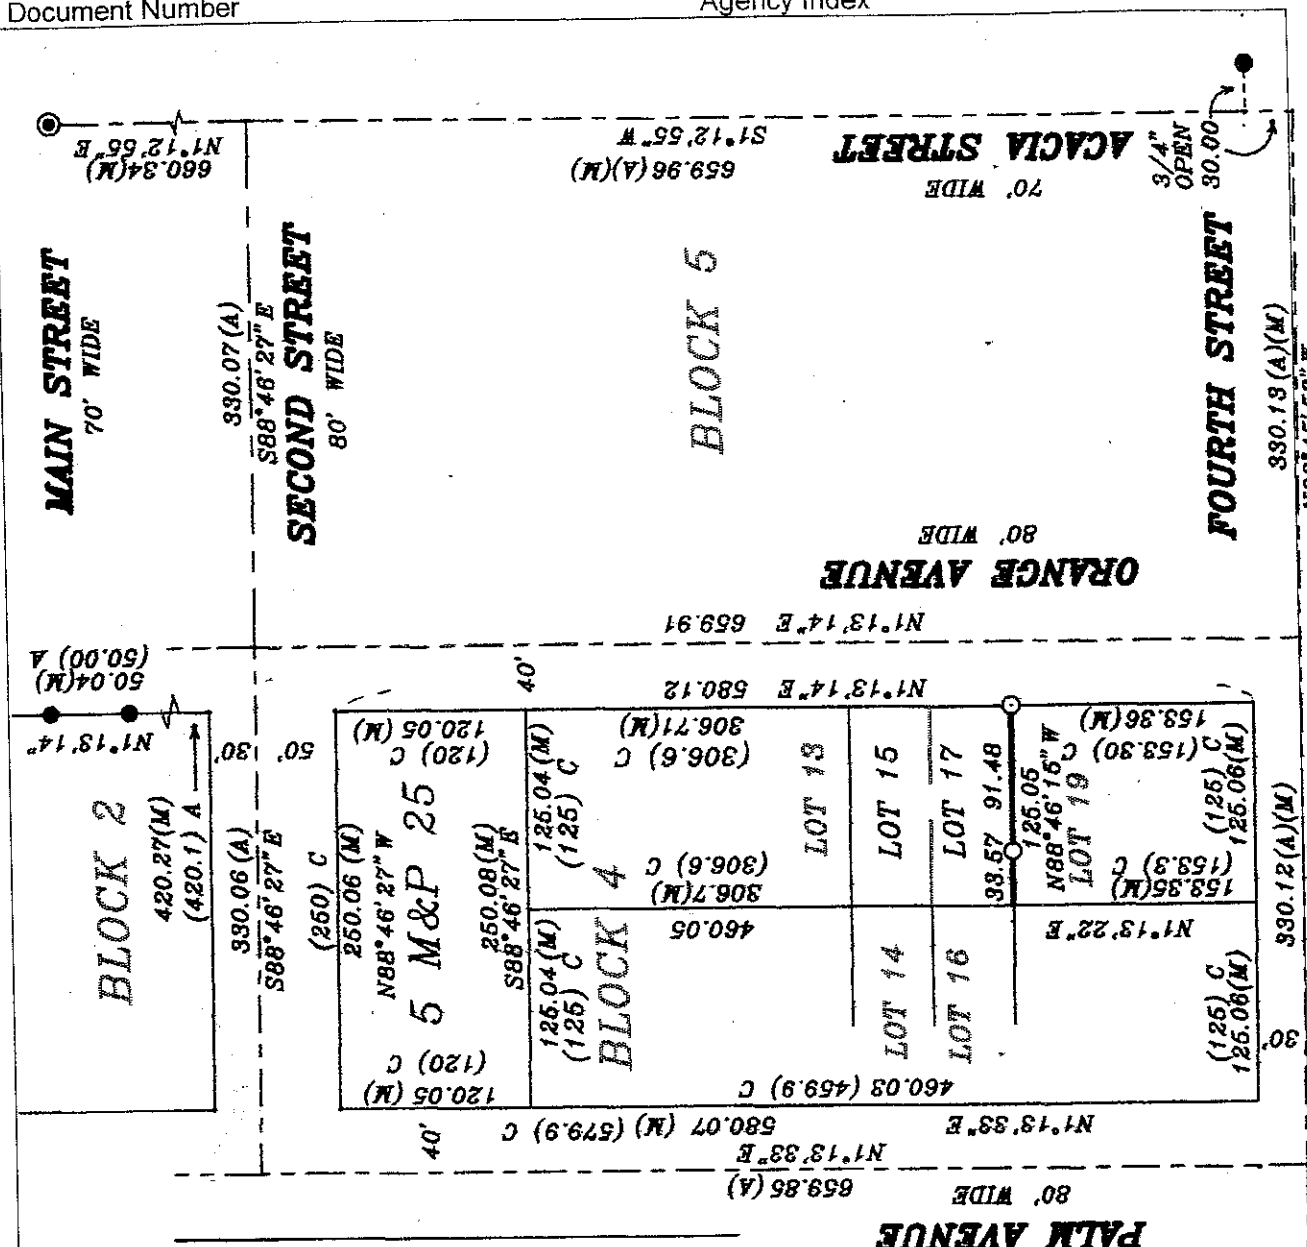 Document Number
Agency Index
N1°12'55"E
660.34(M)
S1°12'55"W
659.96(A)(M)
ACACIA STREET
70' WIDE
3/4"
OPEN
30.00
MAIN STREET
70' WIDE
330.07(A)
S88°46'27"E
SECOND STREET
80' WIDE
BLOCK 5
FOURTH STREET
330.13(A)(M)
ORANGE AVENUE
80' WIDE
N1°13'14"E 659.91
50.04(M)
(50.00) A
N1°13'14"
BLOCK 2
420.27(M)
(420.1) A
30'
50'
330.06(A)
S88°46'27"E
40'
N1°13'14"E 580.12
120.05(M)
(120) C
(250) C
250.06(M)
N88°46'27"W
5 M&P 25
250.08(M)
S88°46'27"E
(120) C
120.05(M)
125.04(M)
(125) C
306.71(M)
(306.6) C
(306.6) C
306.7(M)
BLOCK 4
125.04(M)
(125) C
460.05
LOT 13
LOT 15
LOT 17
33.57 91.48
125.05
N88°46'15"W
LOT 19
153.36(M)
(153.30) C
(153.3) C
153.35(M)
(125) C
125.06(M)
N1°13'22"E
LOT 14
LOT 16
(125) C
125.06(M)
30'
330.12(A)(M)
460.03 (459.9) C
40'
580.07 (M) (579.9) C
N1°13'33"E
N1°13'33"E
659.85(A)
80' WIDE
PALM AVENUE